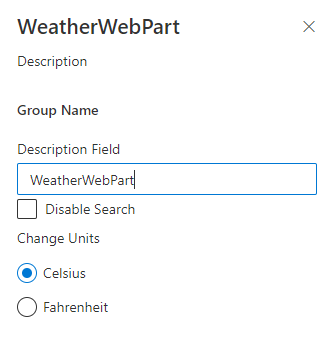 WeatherWebPart
Description
Group Name
Description Field
WeatherWebPart
Disable Search
Change Units
Celsius
Fahrenheit